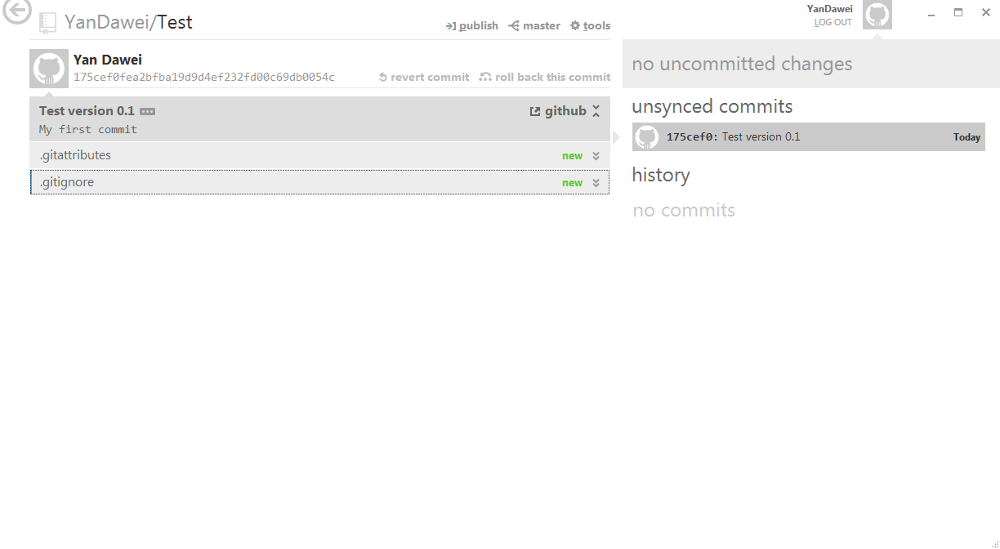 YanDawei/Test
publish master tools
Yan Dawei
175cef0fea2bfba19d9d4ef232fd00c69db0054c
revert commit roll back this commit
Test version 0.1
github
My first commit
.gitattributes new
.gitignore new
YanDawei
LOG OUT
no uncommitted changes
unsynced commits
175cef0: Test version 0.1 Today
history
no commits